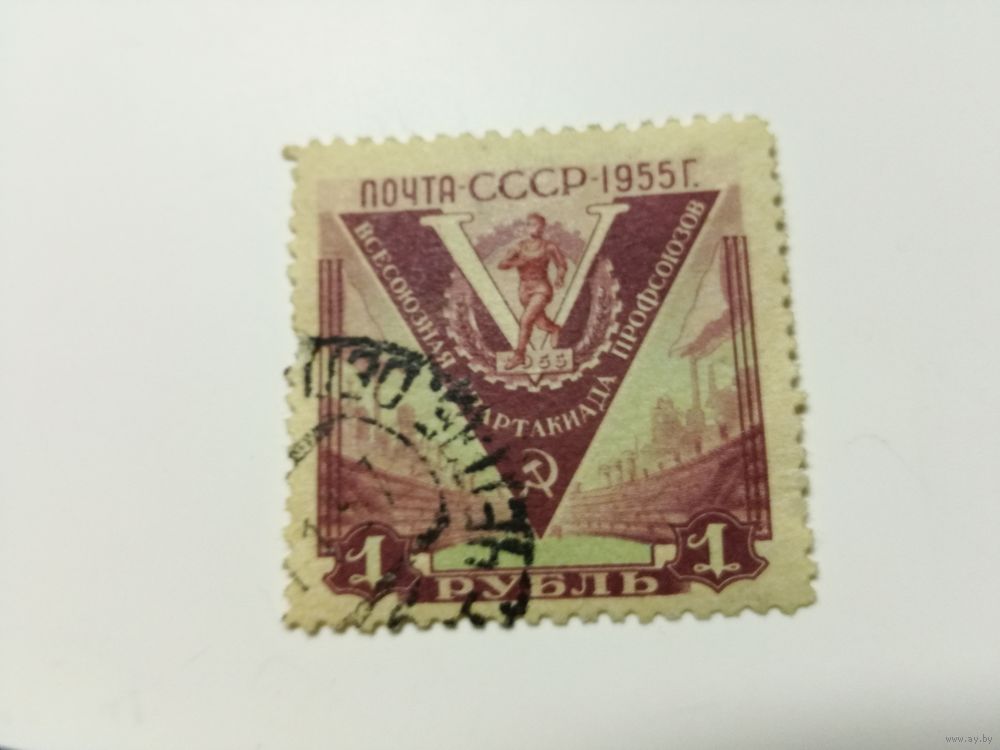 ПОЧТА-СССР-1955Г.
V
ВСЕСОЮЗНАЯ
СПАРТАКИАДА
ПРОФСОЮЗОВ
1955
1 РУБЛЬ 1
www.ay.by